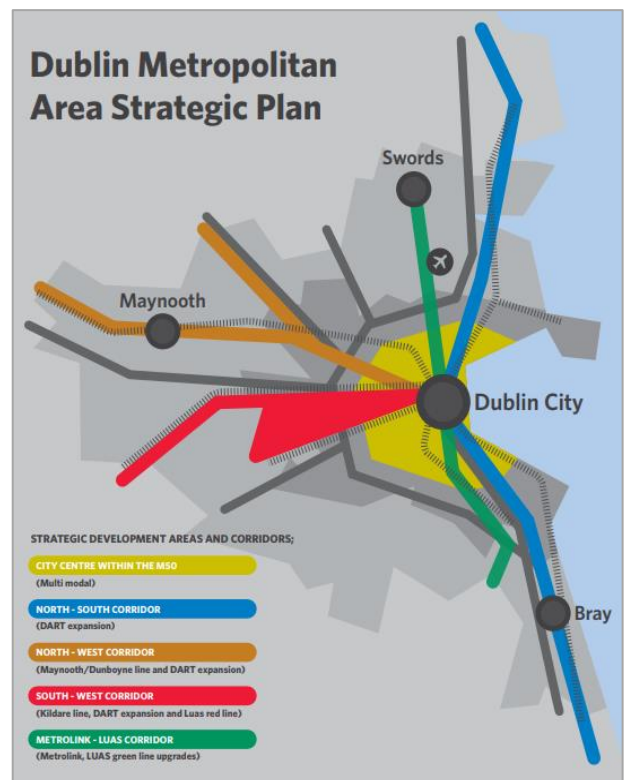 Dublin Metropolitan
Area Strategic Plan
Swords
Maynooth
Dublin City
Bray
STRATEGIC DEVELOPMENT AREAS AND CORRIDORS;
CITY CENTRE WITHIN THE M50
(Multi modal)
NORTH - SOUTH CORRIDOR
(DART expansion)
NORTH - WEST CORRIDOR
(Maynooth/Dunboyne line and DART expansion)
SOUTH - WEST CORRIDOR
(Kildare line, DART expansion and Luas red line)
METROLINK - LUAS CORRIDOR
(Metrolink, LUAS green line upgrades)